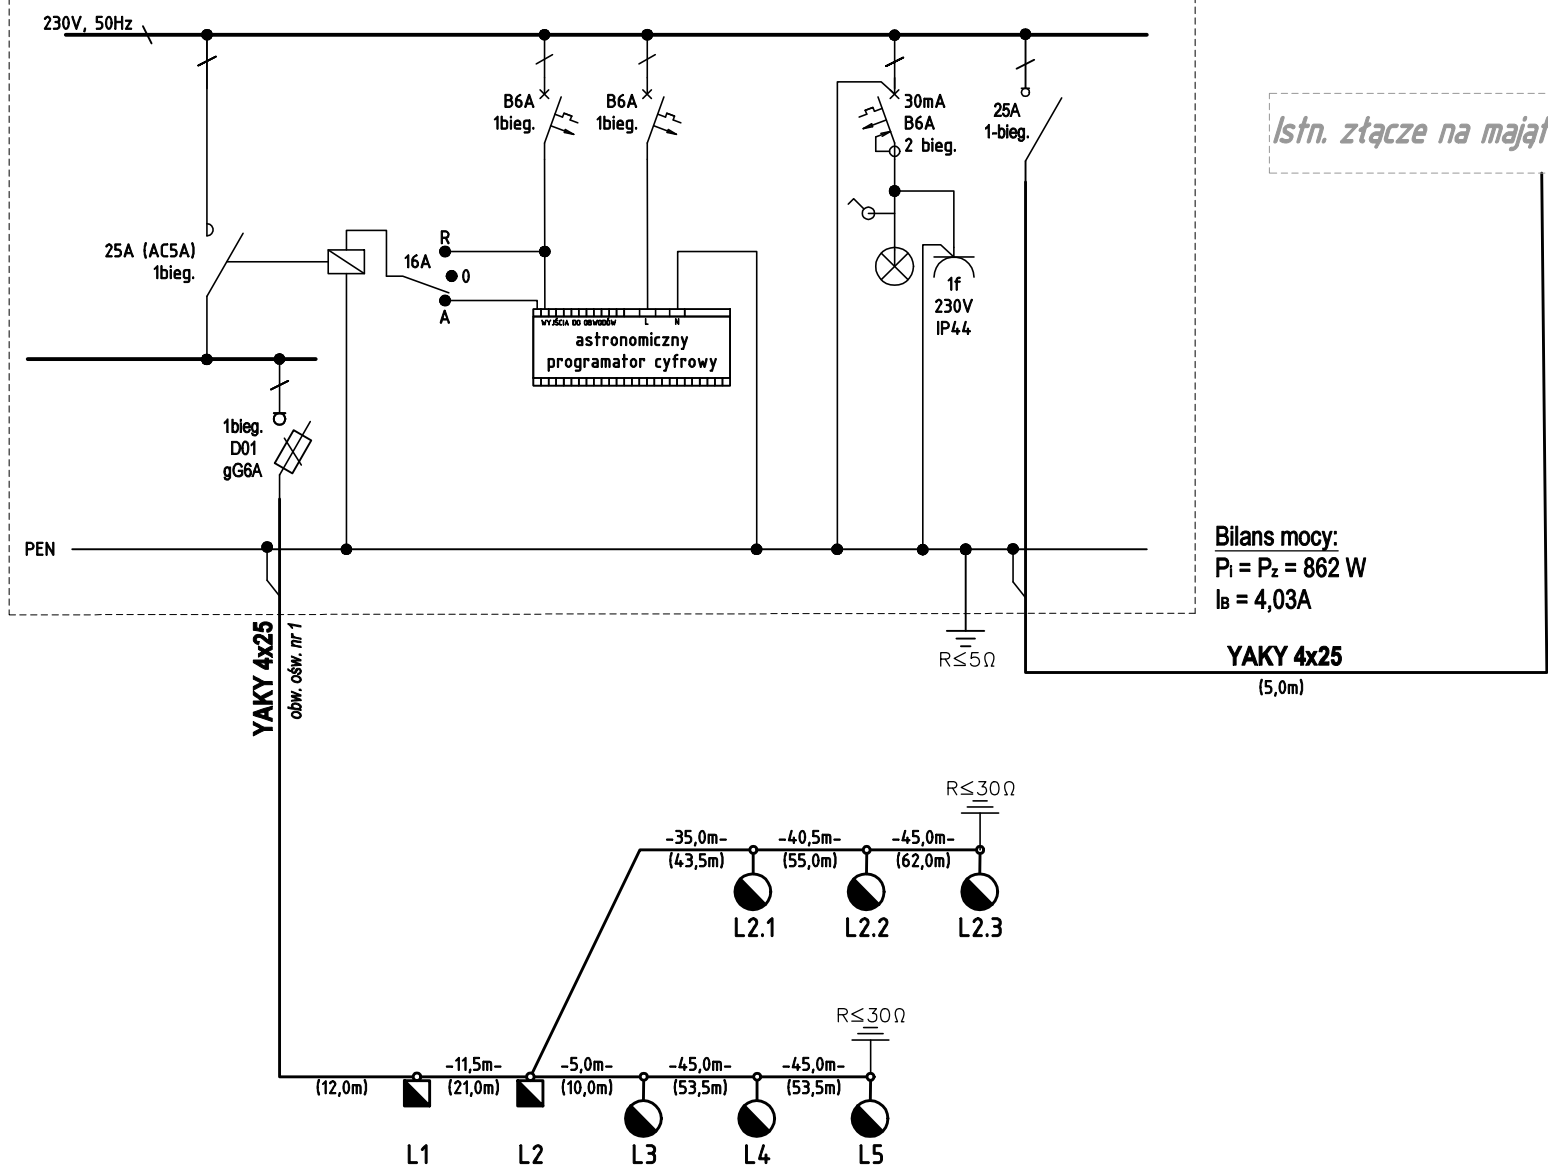 230V, 50Hz
B6A
1bieg.
B6A
1bieg.
30mA
B6A
2 bieg.
25A
1-bieg.
Istn. złącze na mająt
25A (AC5A)
1bieg.
R
16A
0
A
WYJŚCIA DO OBWODÓW L N
astronomiczny
programator cyfrowy
1f
230V
IP44
1bieg.
D01
gG6A
PEN
Bilans mocy:
Pi = Pz = 862 W
IB = 4,03A
R≤5Ω
YAKY 4x25
(5,0m)
YAKY 4x25
obw. ośw. nr 1
R≤30Ω
-35,0m- -40,5m- -45,0m-
(43,5m) (55,0m) (62,0m)
L2.1 L2.2 L2.3
R≤30Ω
-11,5m- -5,0m- -45,0m- -45,0m-
(12,0m) (21,0m) (10,0m) (53,5m) (53,5m)
L1 L2 L3 L4 L5